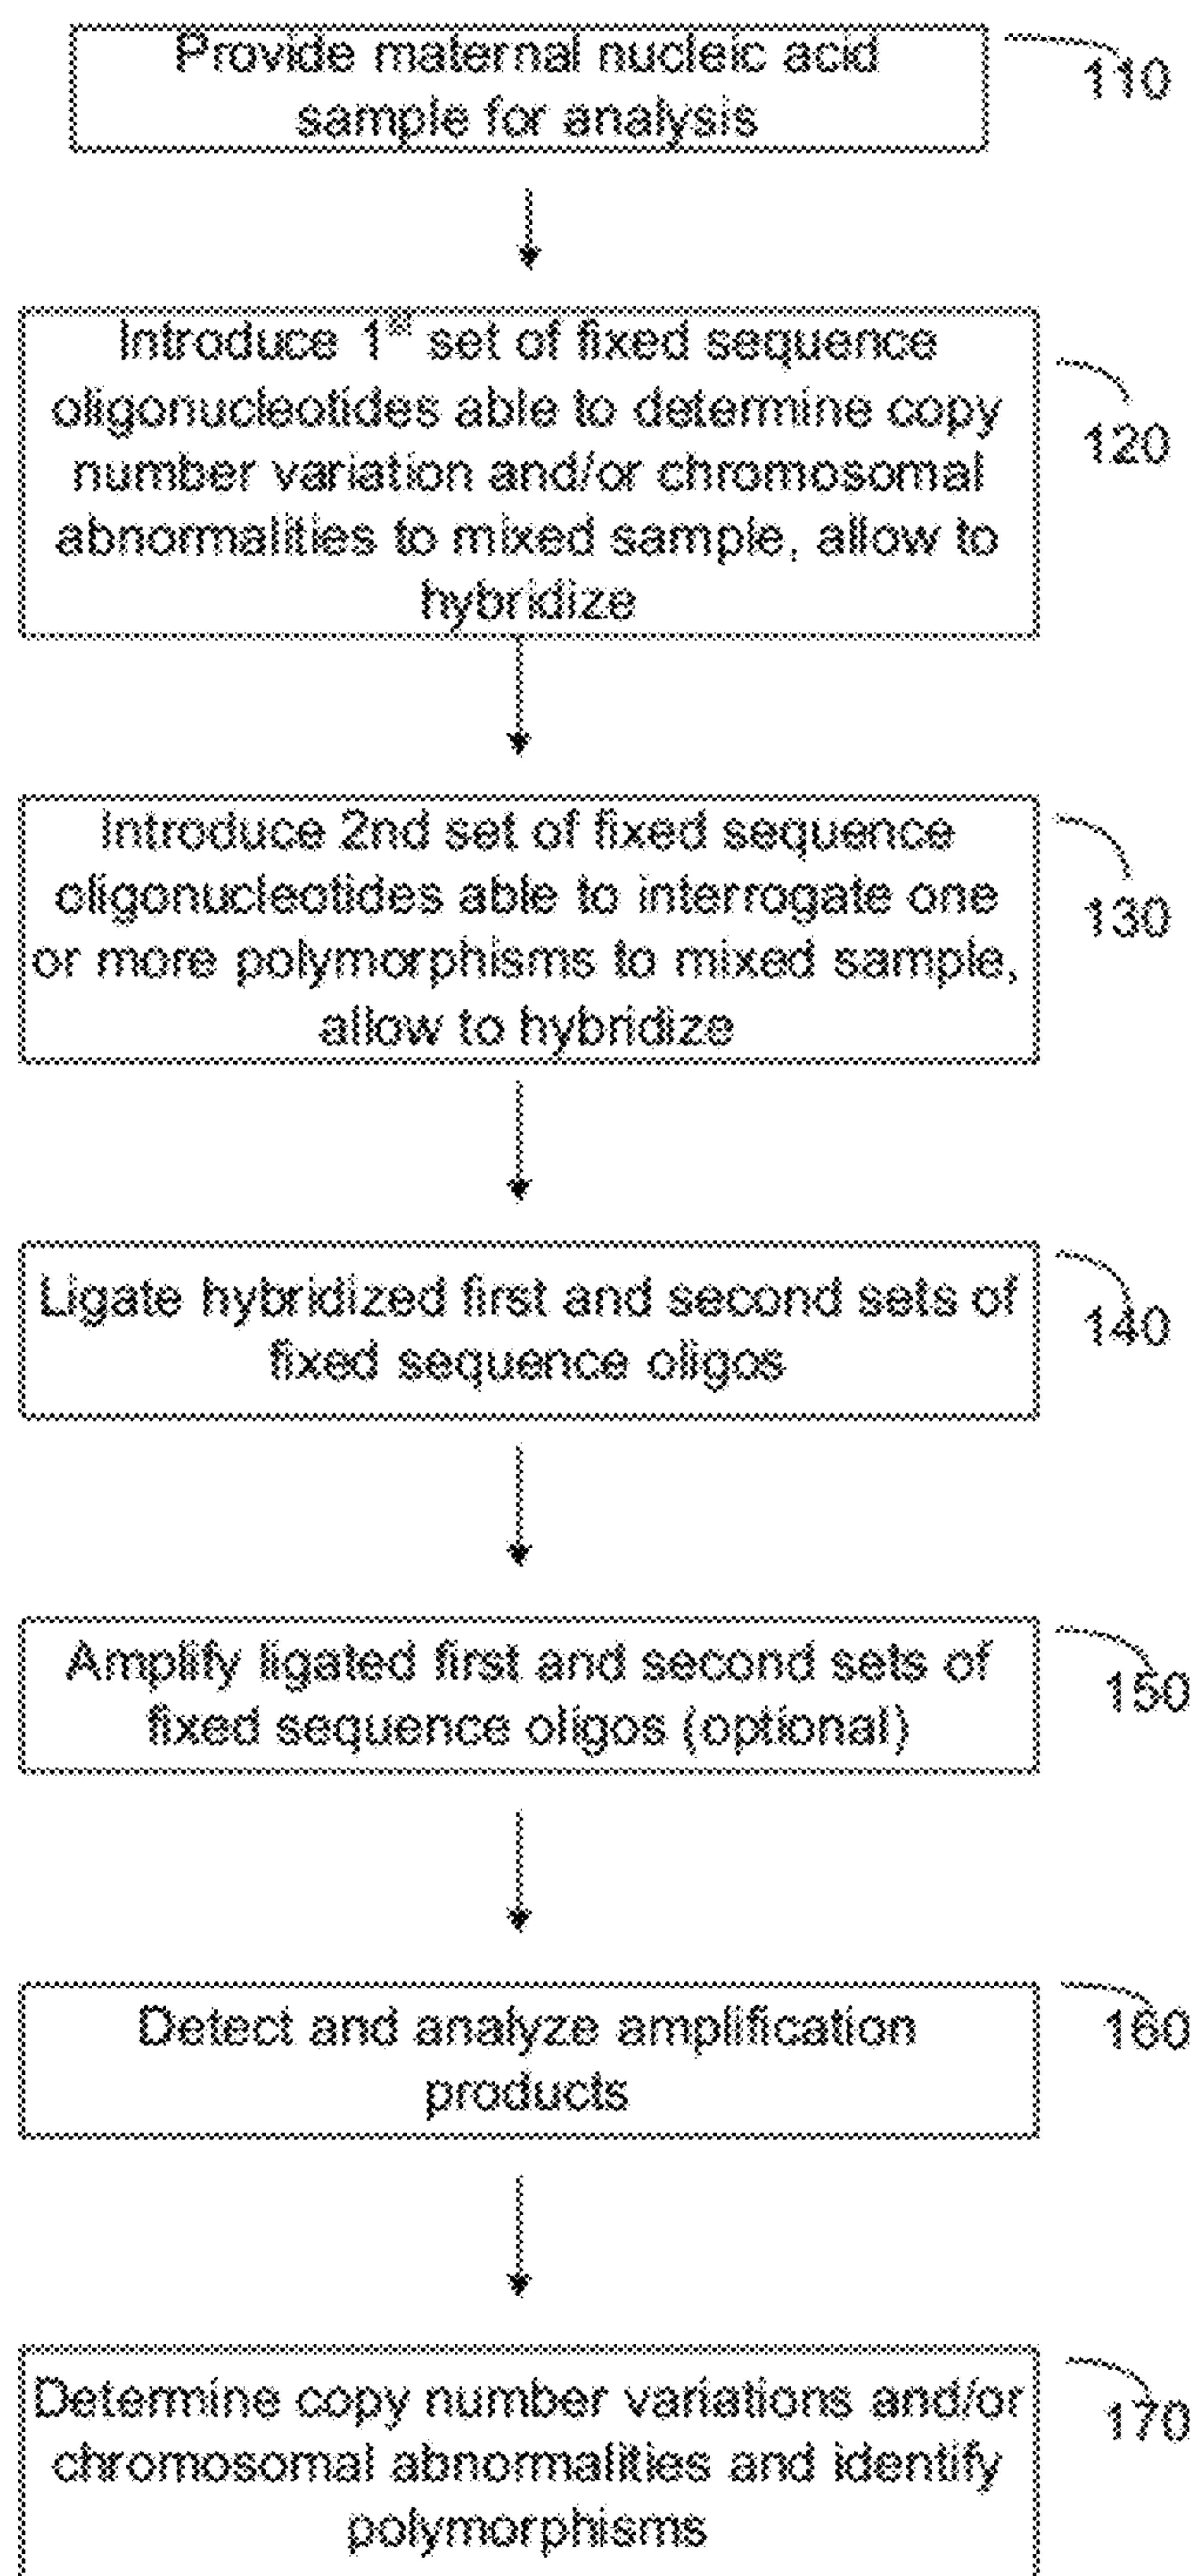 Provide maternal nucleic acid
sample for analysis
110
Introduce 1st set of fixed sequence
oligonucleotides able to determine copy
number variation and/or chromosomal
abnormalities to mixed sample, allow to
hybridize
120
Introduce 2nd set of fixed sequence
oligonucleotides able to interrogate one
or more polymorphisms to mixed sample,
allow to hybridize
130
Ligate hybridized first and second sets of
fixed sequence oligos
140
Amplify ligated first and second sets of
fixed sequence oligos (optional)
150
Detect and analyze amplification
products
160
Determine copy number variations and/or
chromosomal abnormalities and identify
polymorphisms
170